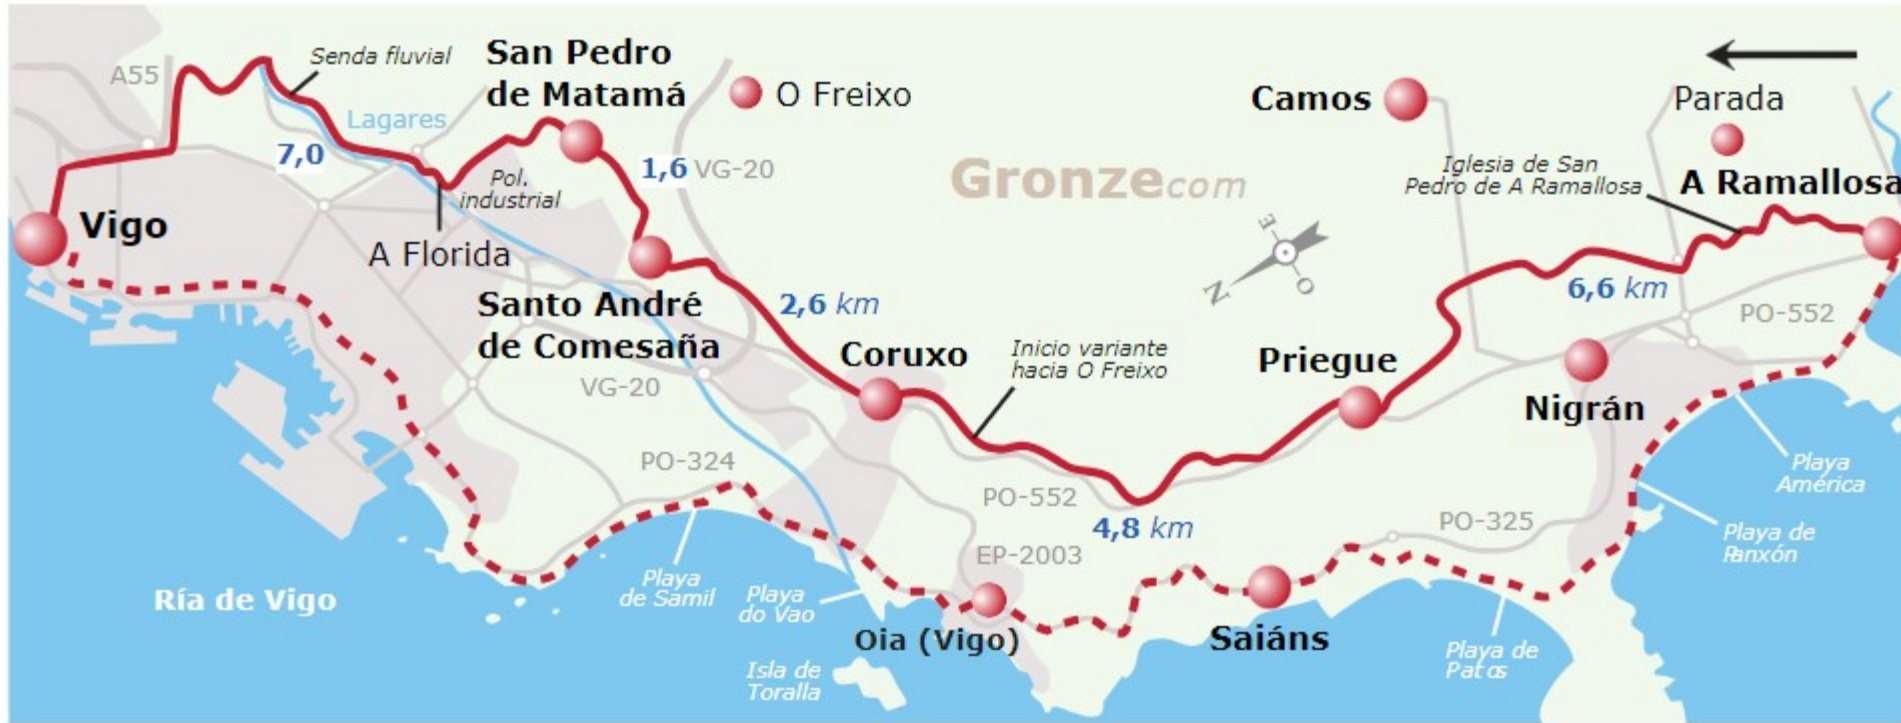 A55
Senda fluvial
San Pedro
de Matamá
O Freixo
Camos
Parada
Lagares
7,0
1,6
VG-20
Gronze.com
Iglesia de San
Pedro de A Ramallosa
A Ramallosa
Pol.
industrial
Vigo
A Florida
E
N
O
6,6 km
PO-552
Santo André
de Comesaña
2,6 km
VG-20
Coruxo
Inicio variante
hacia O Freixo
Priegue
Nigrán
PO-324
PO-552
4,8 km
PO-325
Playa
América
Playa de
Panxón
EP-2003
Ría de Vigo
Playa
de Samil
Playa
do Vao
Oia (Vigo)
Saiáns
Playa de
Patos
Isla de
Toralla